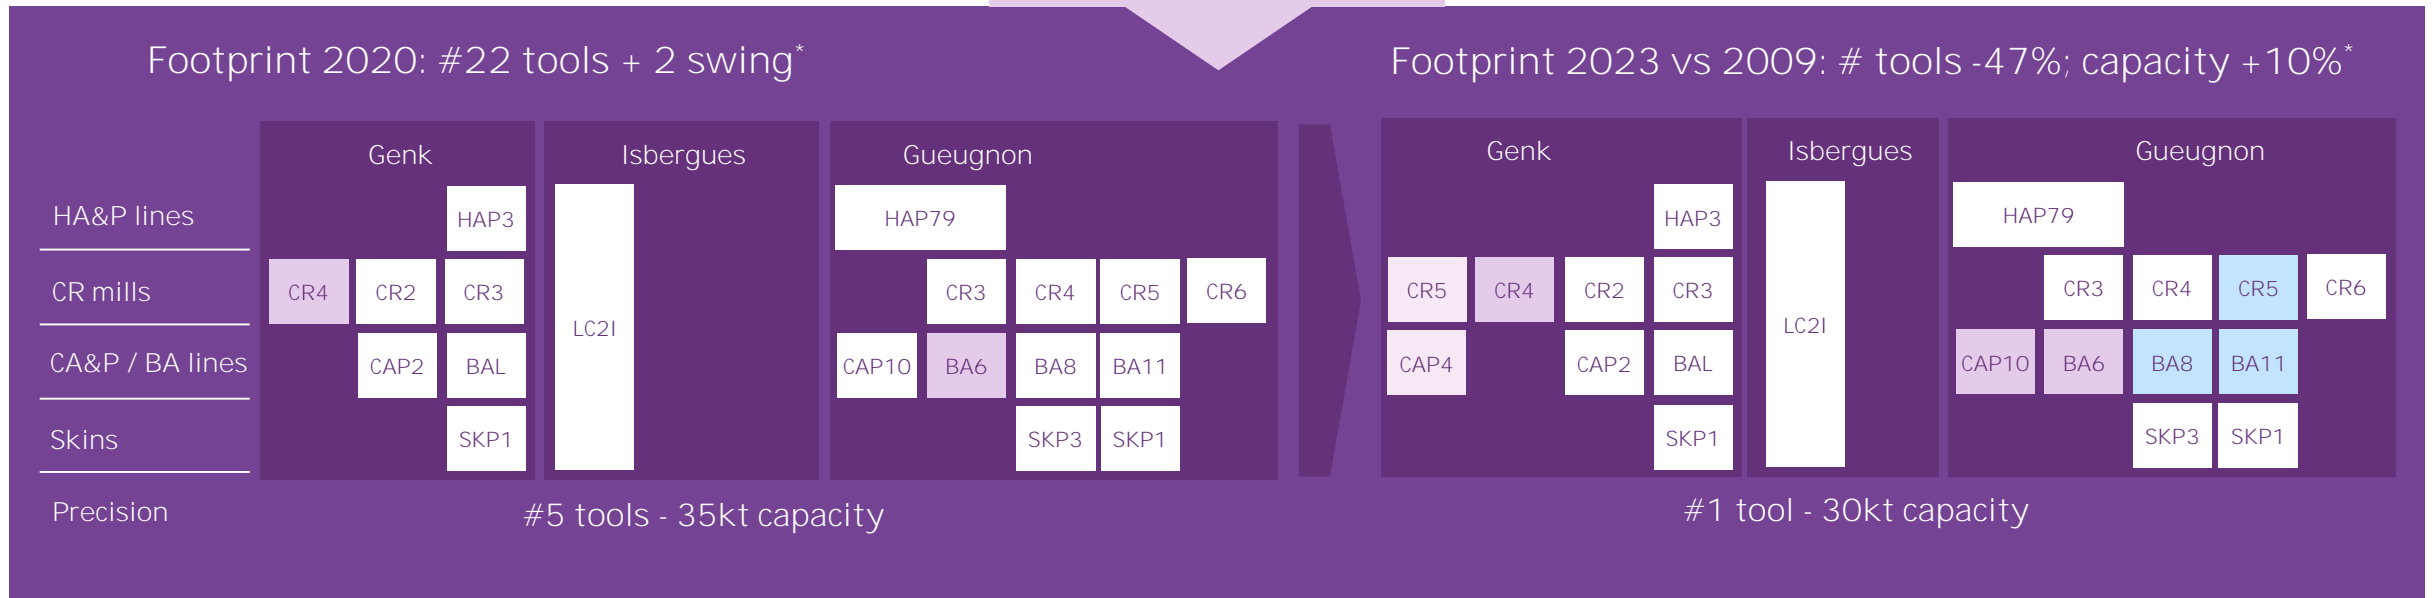 Footprint 2020: #22 tools + 2 swing*
Footprint 2023 vs 2009: # tools -47%; capacity +10%*
Genk
Isbergues
Gueugnon
Genk
Isbergues
Gueugnon
HA&P lines
HAP3
HAP79
HAP3
HAP79
CR mills
CR4 CR2 CR3
CR3 CR4 CR5 CR6
CR5 CR4 CR2 CR3
CR3 CR4 CR5 CR6
LC2I
LC2I
CA&P / BA lines
CAP2 BAL
CAP10 BA6 BA8 BA11
CAP4 CAP2 BAL
CAP10 BA6 BA8 BA11
Skins
SKP1
SKP3 SKP1
SKP1
SKP3 SKP1
Precision
#5 tools - 35kt capacity
#1 tool - 30kt capacity